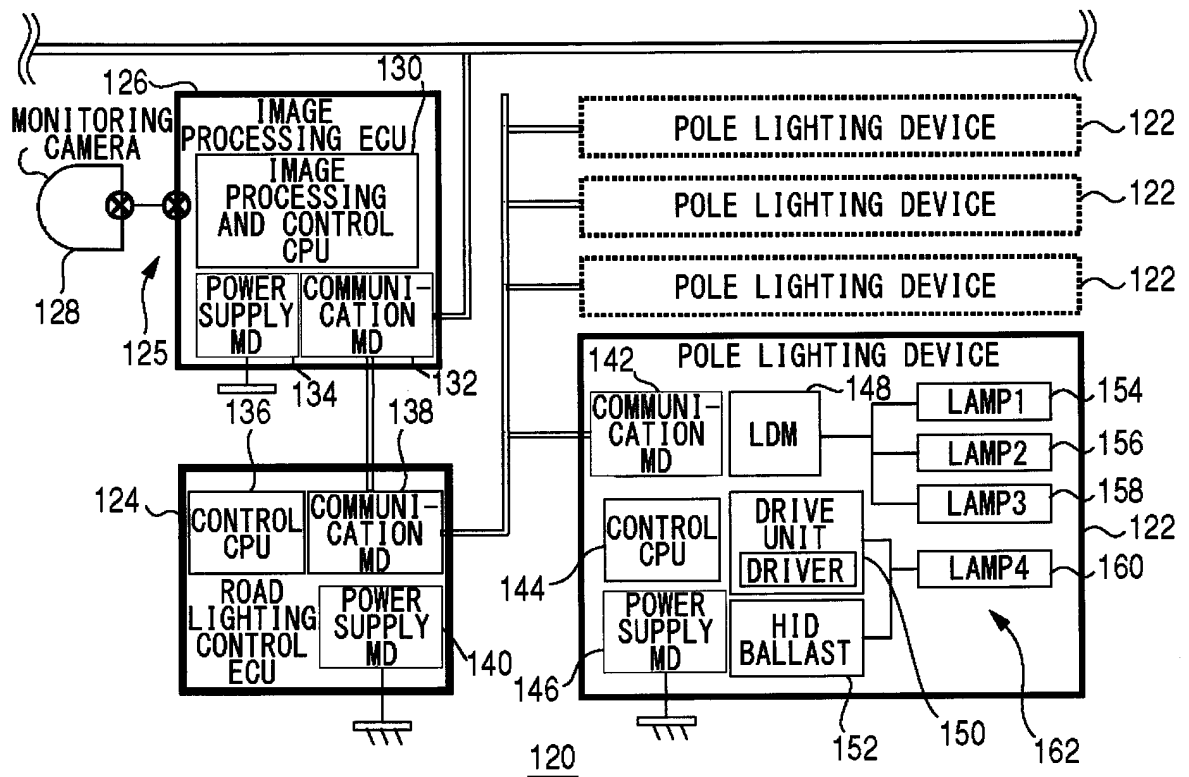 130
126
MONITORING
CAMERA
128
125
IMAGE
PROCESSING ECU
IMAGE
PROCESSING
AND CONTROL
CPU
POWER
SUPPLY
MD
COMMUNI-
CATION
MD
134
132
136
138
124
CONTROL
CPU
COMMUNI-
CATION
MD
ROAD
LIGHTING
CONTROL
ECU
POWER
SUPPLY
MD
140
POLE LIGHTING DEVICE
122
POLE LIGHTING DEVICE
122
POLE LIGHTING DEVICE
122
POLE LIGHTING DEVICE
142
148
COMMUNI-
CATION
MD
LDM
LAMP1
154
LAMP2
156
LAMP3
158
122
CONTROL
CPU
144
DRIVE
UNIT
DRIVER
LAMP4
160
POWER
SUPPLY
MD
146
HID
BALLAST
152
150
162
120